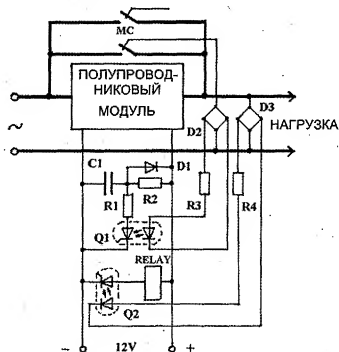 MC
ПОЛУПРОВОД-
НИКОВЫЙ
МОДУЛЬ
D2
D3
~
НАГРУЗКА
C1
D1
R1
R2
R3
R4
Q1
RELAY
Q2
– 12V +